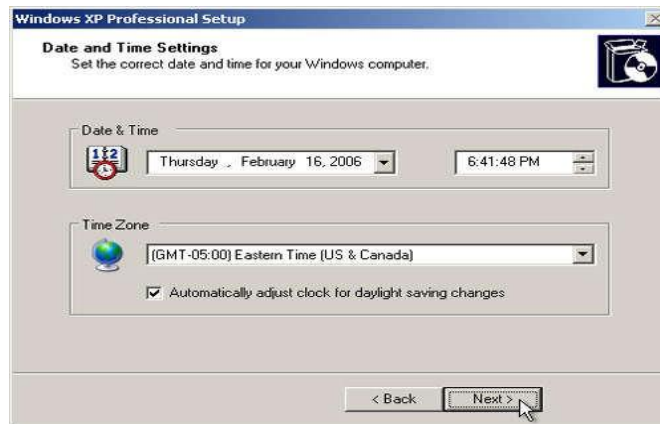 Windows XP Professional Setup
Date and Time Settings
Set the correct date and time for your Windows computer.
Date & Time
12
Thursday , February 16, 2006
6:41:48 PM
Time Zone
(GMT-05:00) Eastern Time (US & Canada)
Automatically adjust clock for daylight saving changes
< Back
Next >